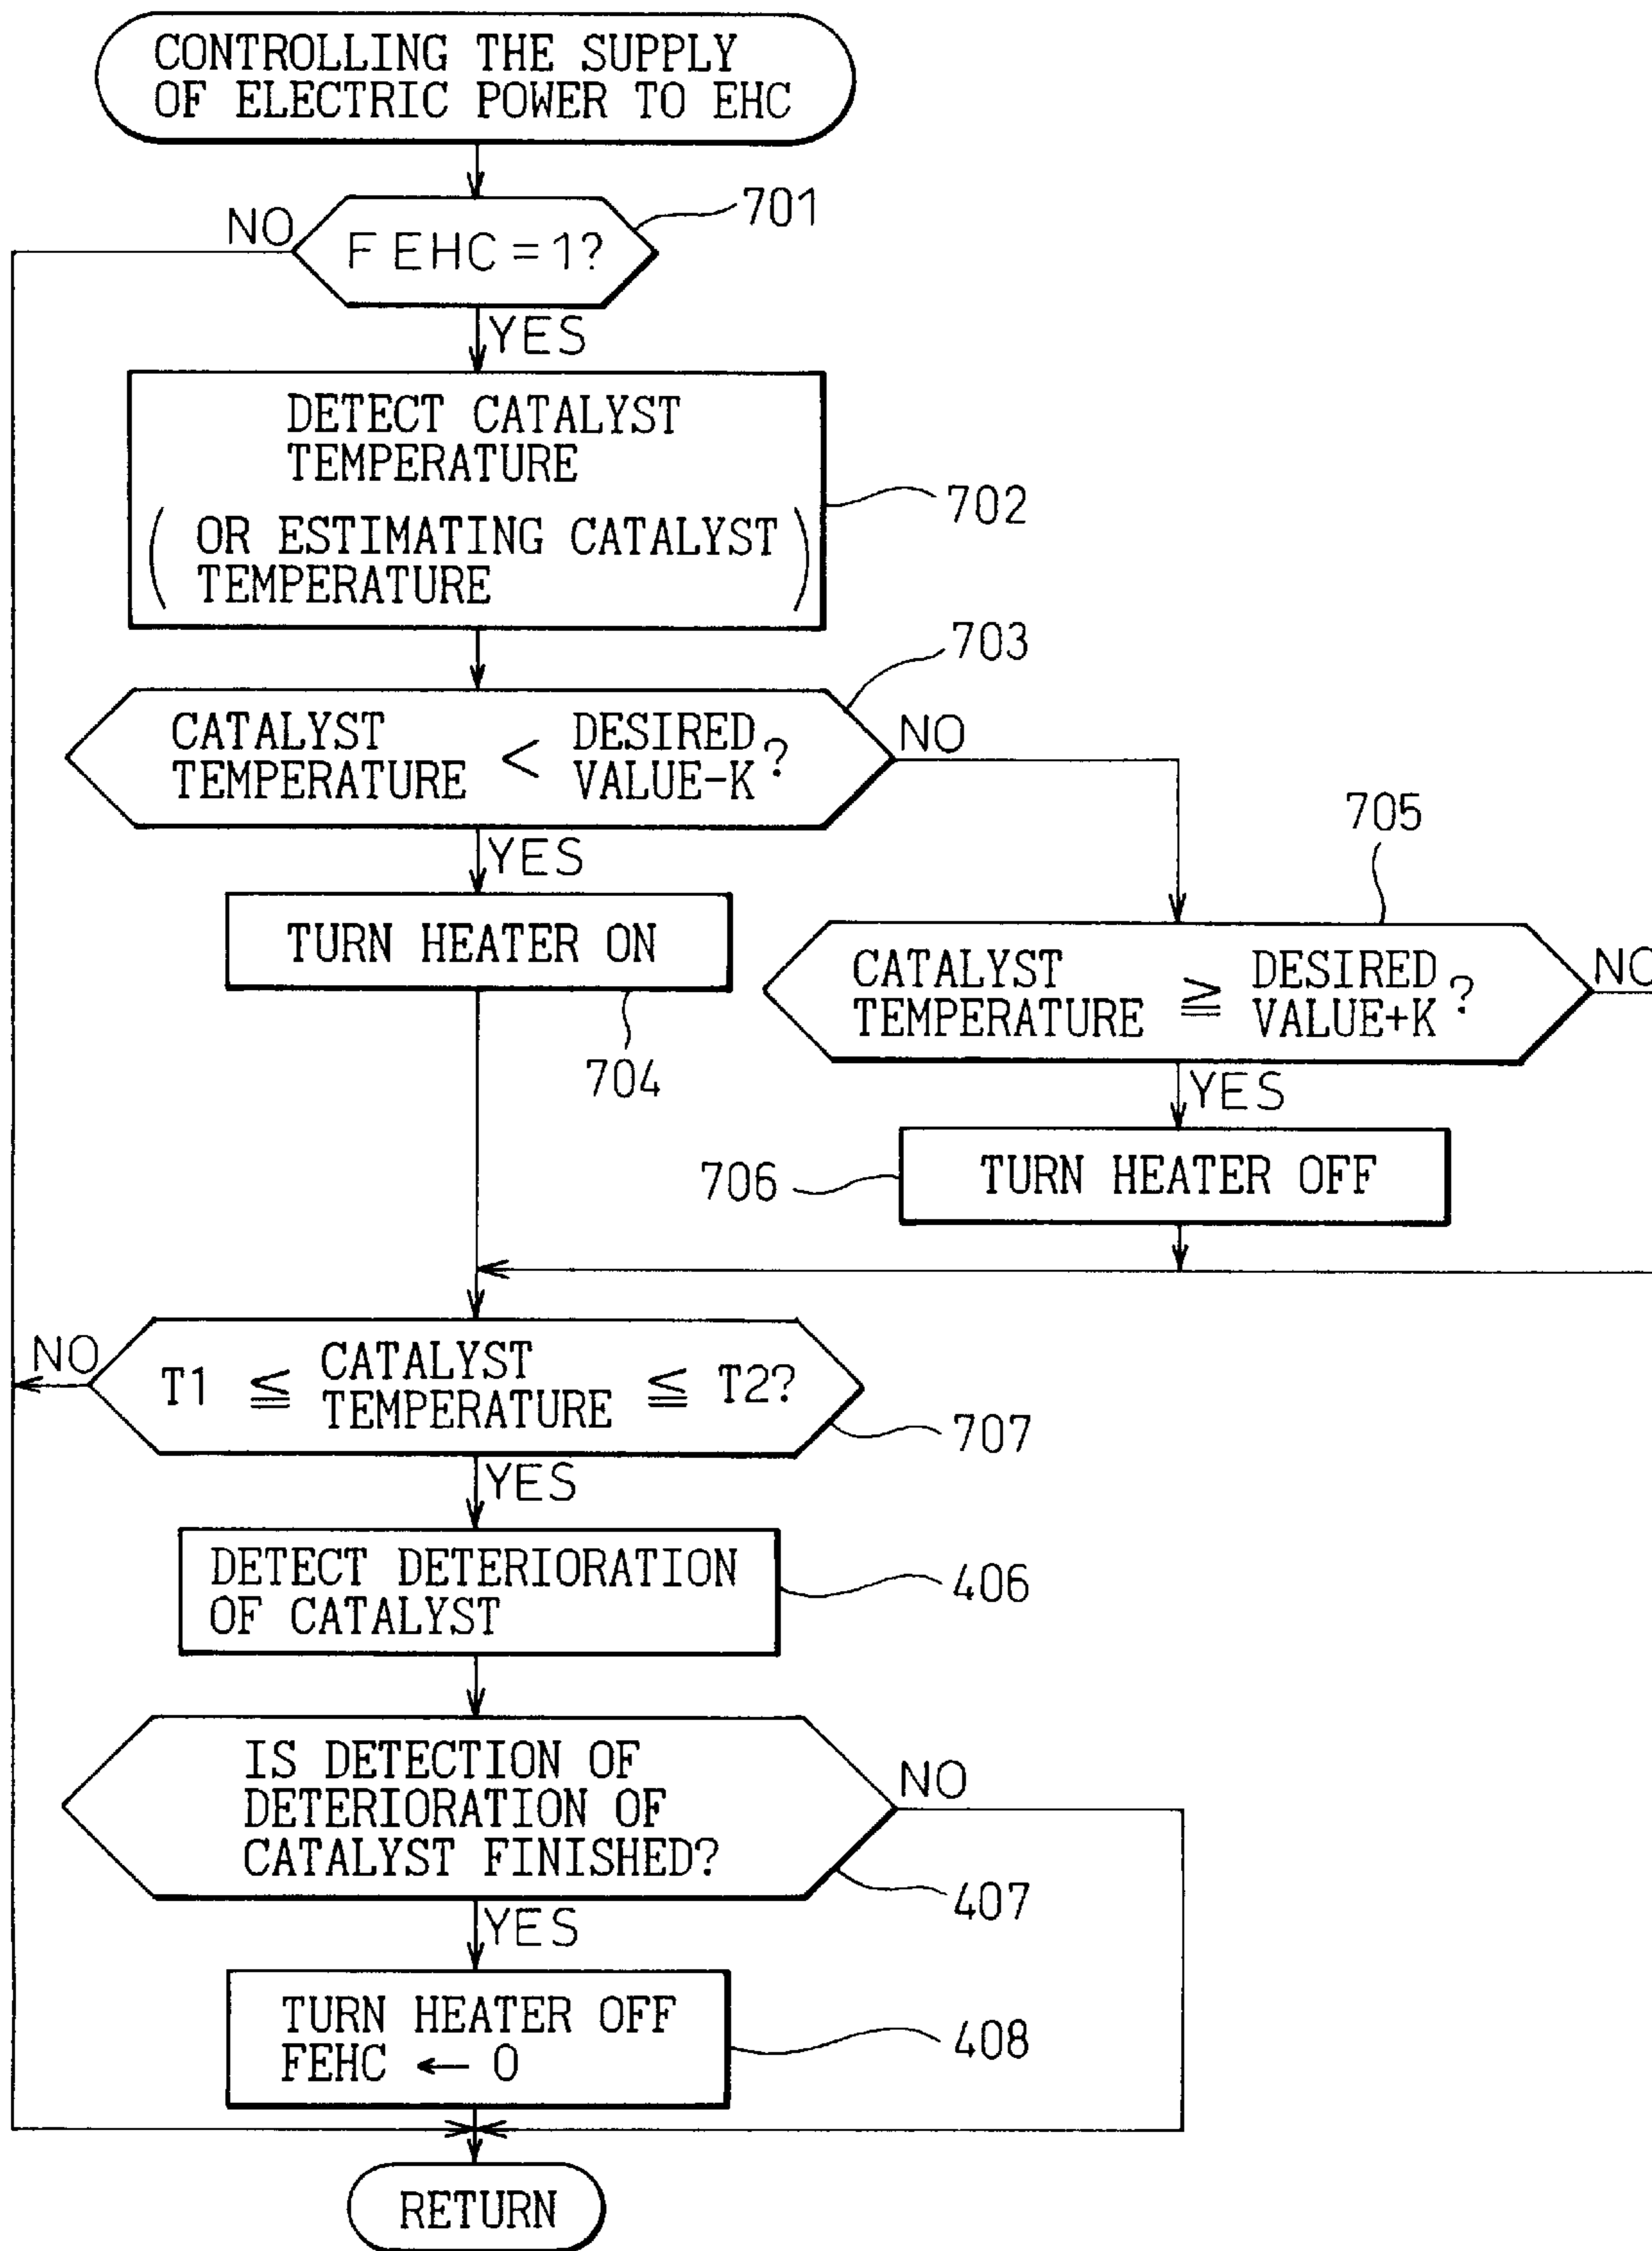 CONTROLLING THE SUPPLY
OF ELECTRIC POWER TO EHC
701
NO
F EHC = 1?
YES
DETECT CATALYST
TEMPERATURE
( OR ESTIMATING CATALYST
TEMPERATURE )
702
703
CATALYST
TEMPERATURE < DESIRED
VALUE-K ?
NO
YES
705
TURN HEATER ON
704
CATALYST
TEMPERATURE ≧ DESIRED
VALUE+K ?
NO
YES
706
TURN HEATER OFF
NO
T1 ≦ CATALYST
TEMPERATURE ≦ T2?
707
YES
DETECT DETERIORATION
OF CATALYST
406
IS DETECTION OF
DETERIORATION OF
CATALYST FINISHED?
NO
407
YES
TURN HEATER OFF
FEHC ← 0
408
RETURN